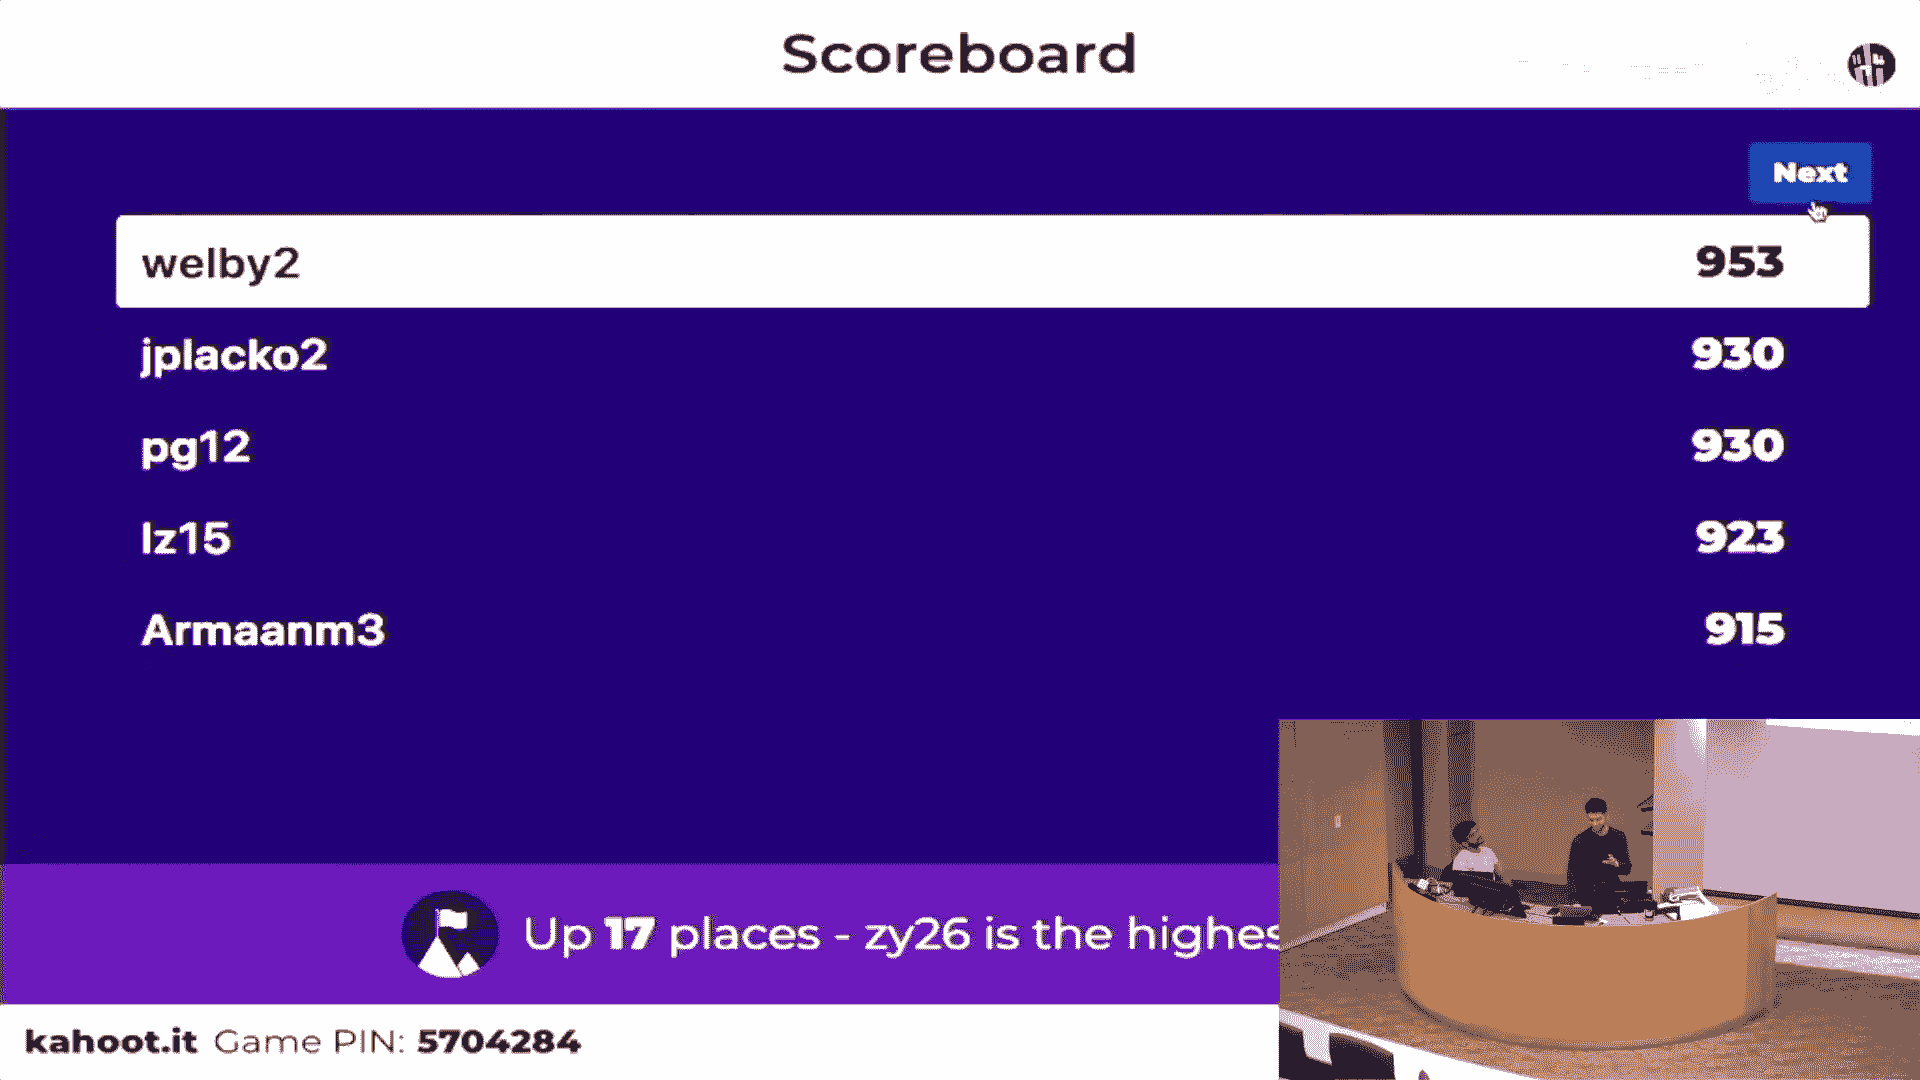 Scoreboard
Next
welby2 953
jplacko2 930
pg12 930
lz15 923
Armaanm3 915
Up 17 places - zy26 is the highes
kahoot.it Game PIN: 5704284